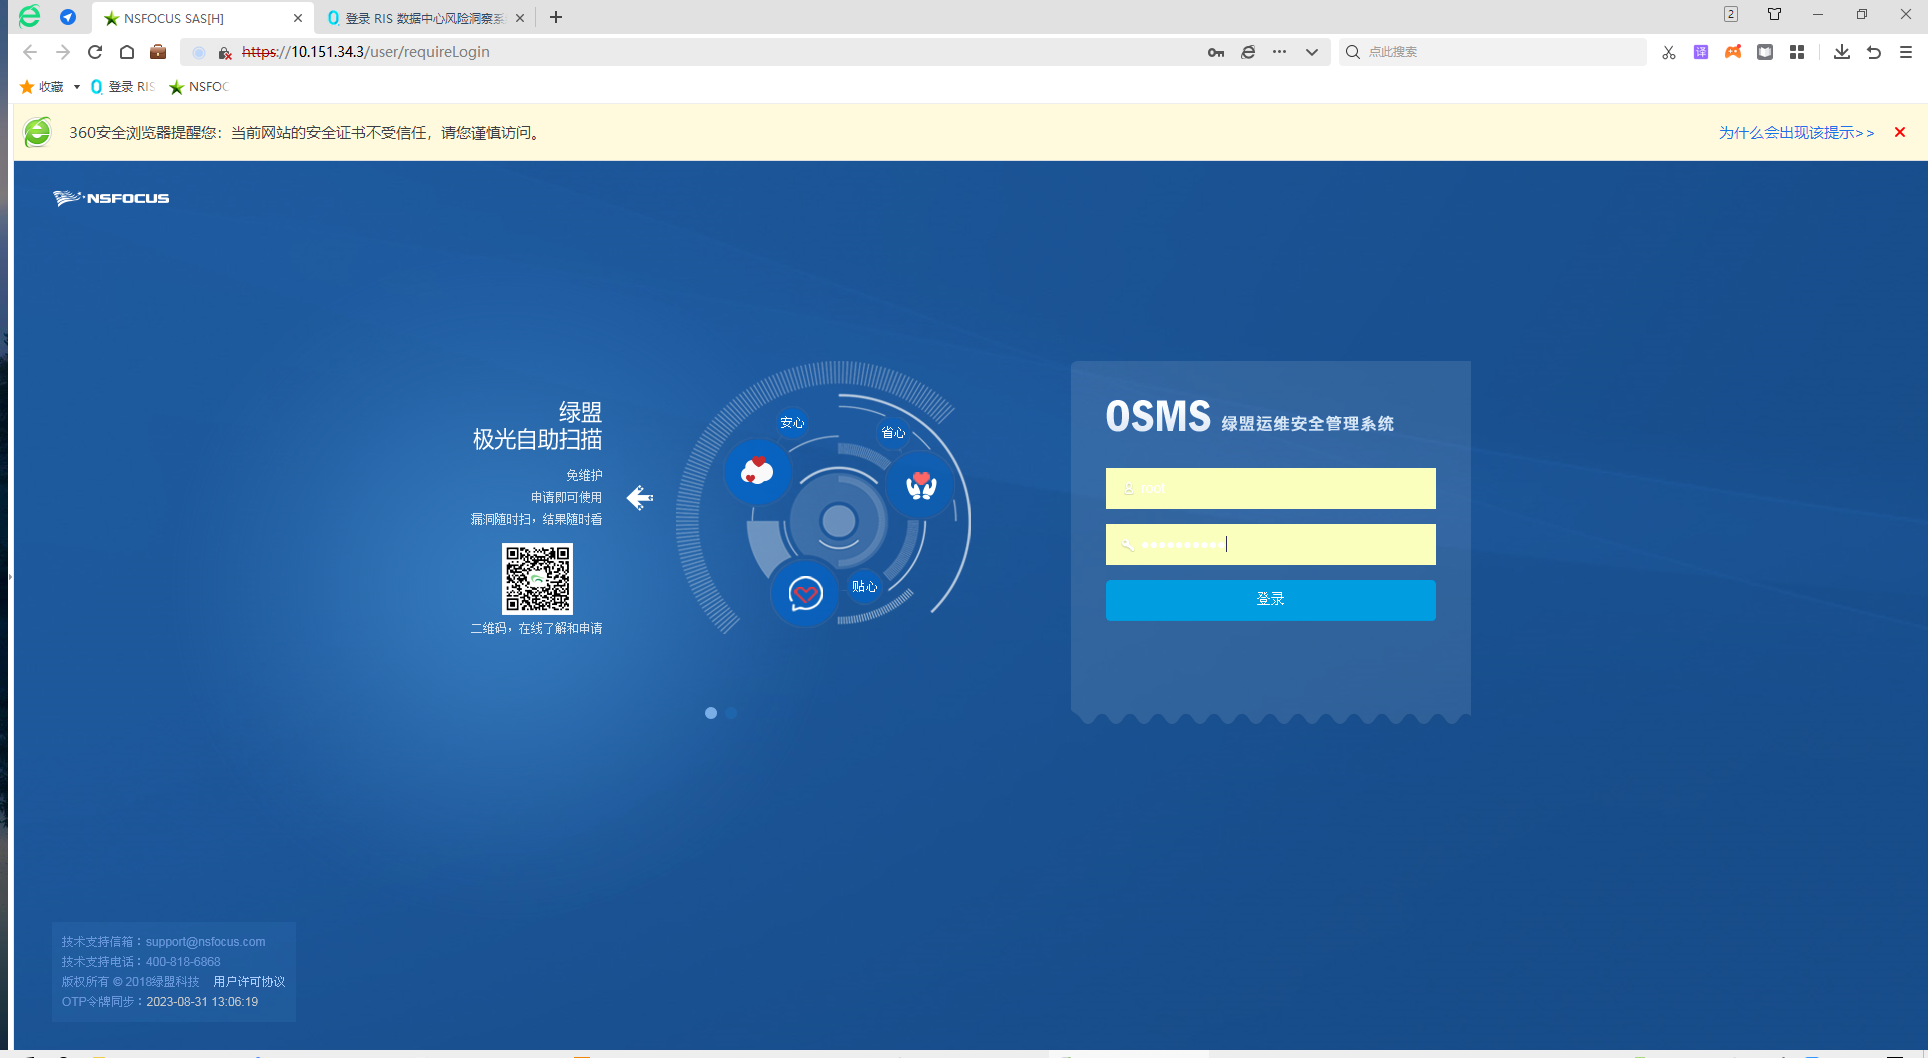 NSFOCUS SAS[H]
登录 RIS 数据中心风险洞察系
2
https://10.151.34.3/user/requireLogin
点此搜索
译
收藏
登录 RIS
NSFOC
360安全浏览器提醒您：当前网站的安全证书不受信任，请您谨慎访问。
为什么会出现该提示>>
NSFOCUS
绿盟
极光自助扫描
免维护
申请即可使用
漏洞随时扫，结果随时看
二维码，在线了解和申请
安心
省心
贴心
OSMS 绿盟运维安全管理系统
root
登录
技术支持信箱：support@nsfocus.com
技术支持电话：400-818-6868
版权所有 © 2018绿盟科技 用户许可协议
OTP令牌同步：2023-08-31 13:06:19